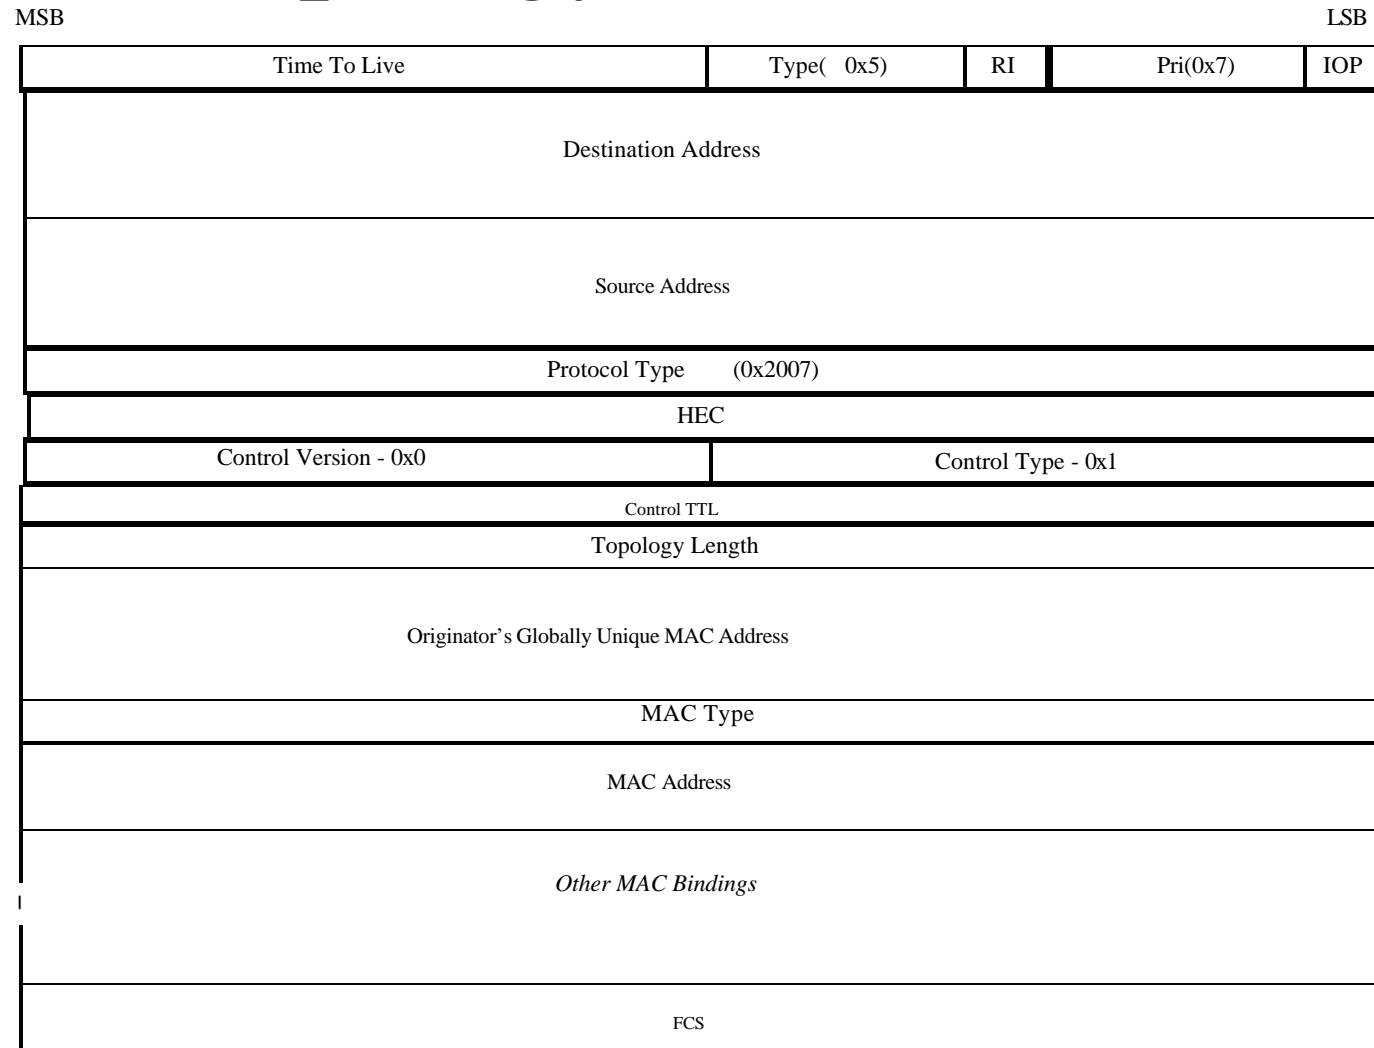 MSB LSB
Time To Live Type( 0x5) RI Pri(0x7) IOP
Destination Address
Source Address
Protocol Type (0x2007)
HEC
Control Version - 0x0 Control Type - 0x1
Control TTL
Topology Length
Originator’s Globally Unique MAC Address
MAC Type
MAC Address
Other MAC Bindings
FCS